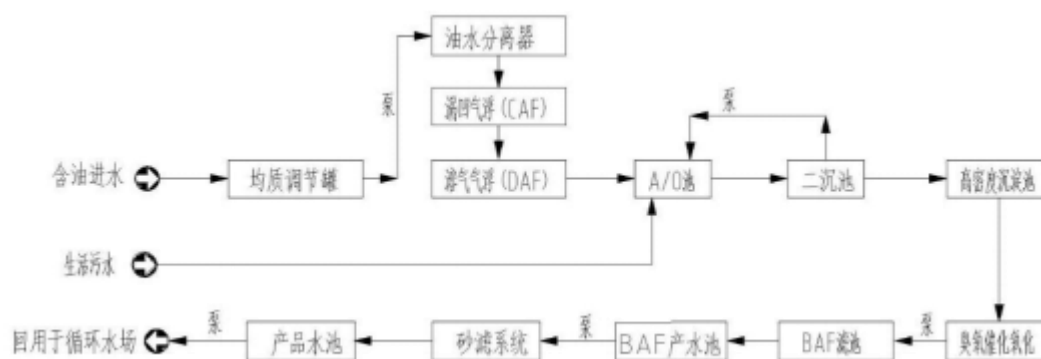 油水分离器
泵
涡凹气浮(CAF)
泵
含油进水
均质调节罐
溶气气浮(DAF)
A/O池
二沉池
高密度沉淀池
生活污水
回用于循环水场
泵
产品水池
砂滤系统
泵
BAF产水池
BAF滤池
泵
臭氧催化氧化